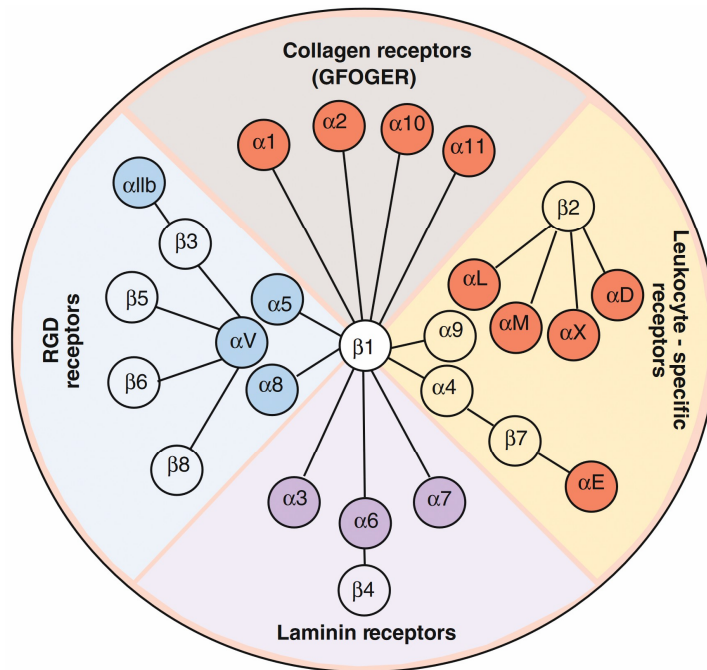 Collagen receptors
(GFOGER)
α1
α2
α10
α11
αIIb
β3
β5
αV
β6
β8
α5
α8
RGD
receptors
β1
β2
αL
αM
αX
αD
α9
α4
β7
αE
Leukocyte - specific
receptors
α3
α6
α7
β4
Laminin receptors